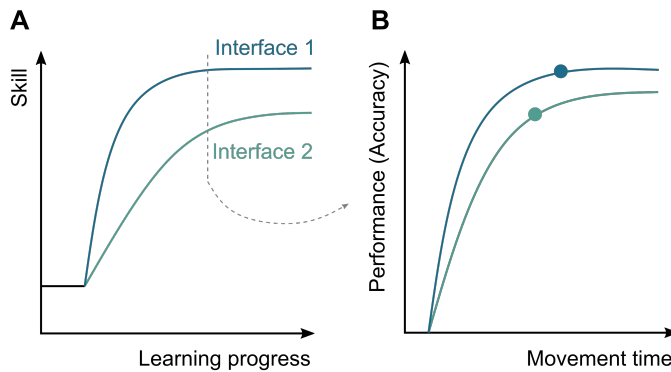 A
Interface 1
Skill
Interface 2
Learning progress
B
Performance (Accuracy)
Movement time